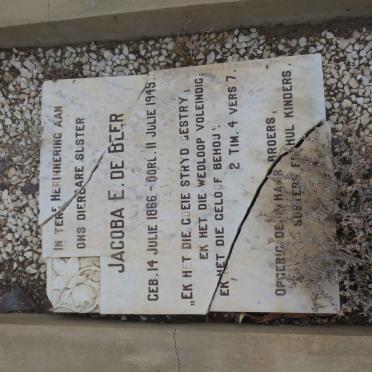 IN TERE HERINNERING AAN
ONS DIERBARE SUSTER
JACOBA E. DE BEER
GEB. 14 JULIE 1866 - OORL. 11 JULIE 1949.
„EK HET DIE GOEIE STRYD GESTRY;
EK HET DIE WEDLOOP VOLEINDIG;
EK HET DIE GELOOF BEHOU".
2 TIM. 4 VERS 7.
OPGERIG DEUR HAAR BROERS,
SUSTERS EN HUL KINDERS.